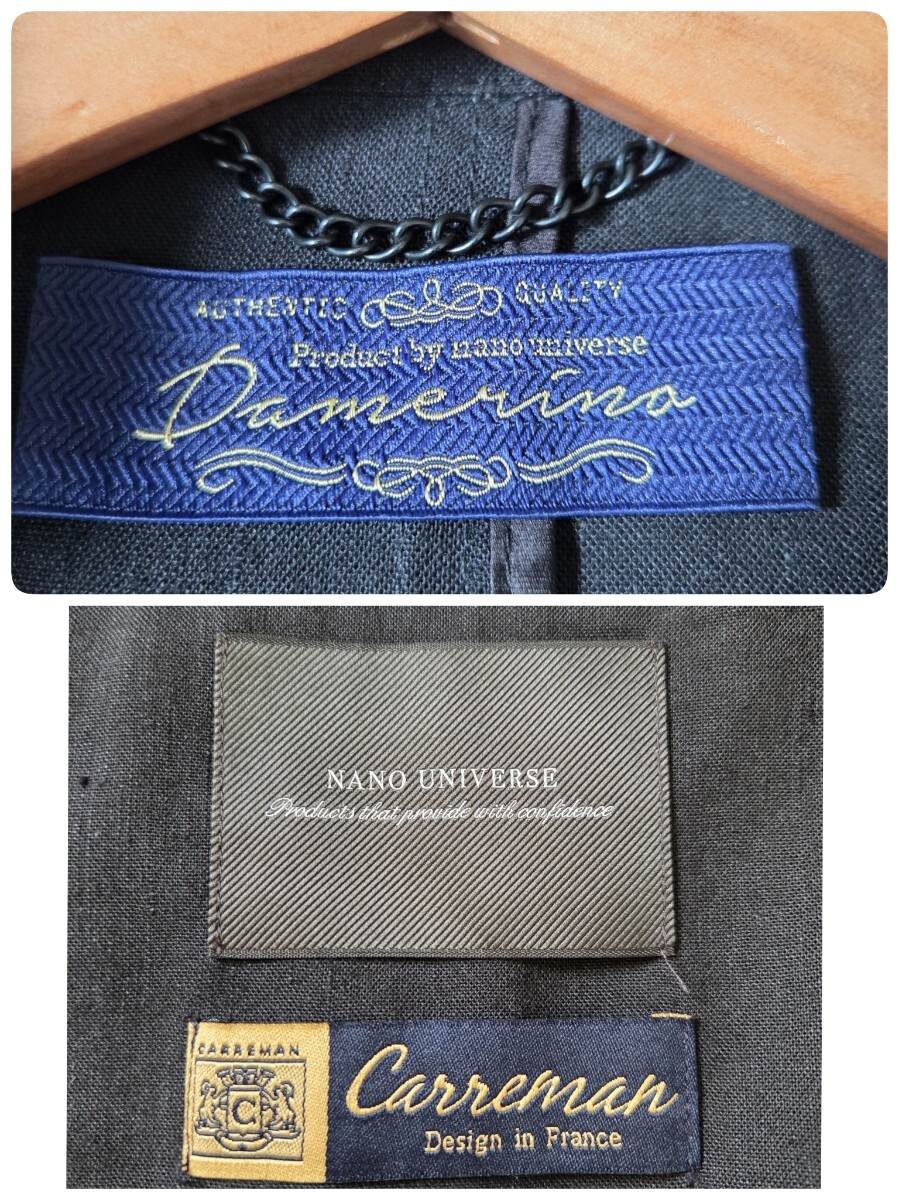 AUTHENTIC QUALITY
Product by nano universe
Damerino
NANO UNIVERSE
Products that provide with confidence
CARREMAN
C
Carreman
Design in France